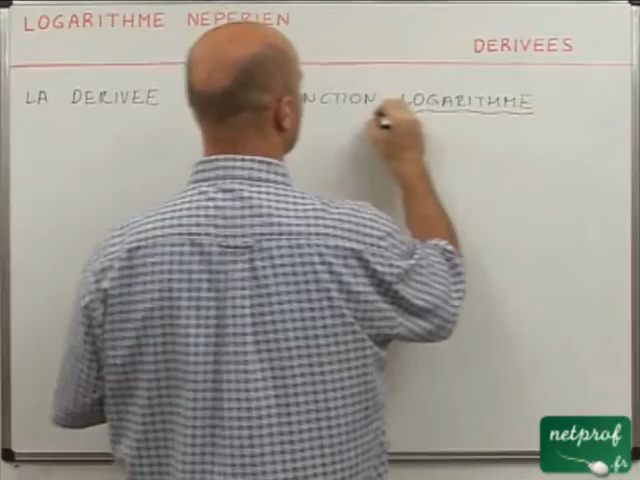 LOGARITHME NEPERIEN
DERIVEES
LA DERIVEE NCTION LOGARITHME
netprof
.fr